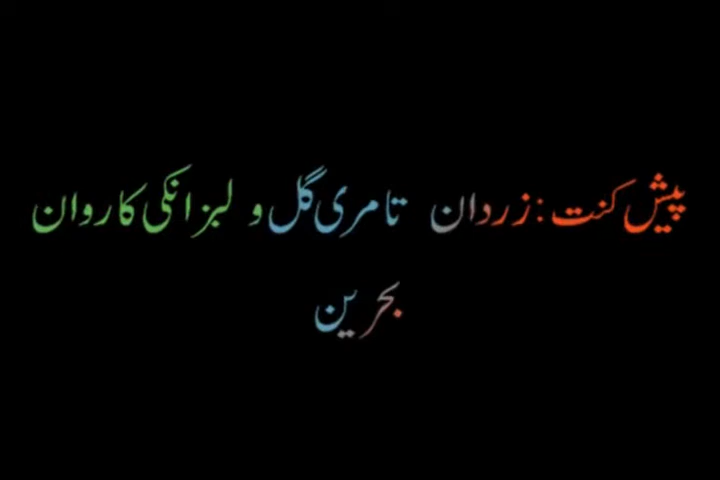 پیش کنت: زردان تامری گل و لبزانکی کاروان
بحرین